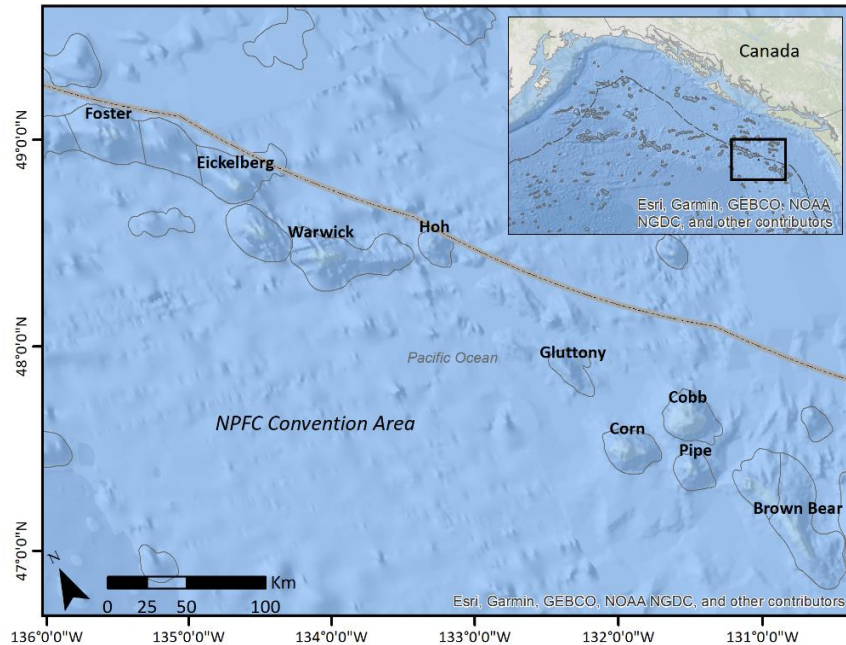 Canada
Esri, Garmin, GEBCO, NOAA
NGDC, and other contributors
Foster
Eickelberg
Warwick
Hoh
Pacific Ocean
Gluttony
Cobb
NPFC Convention Area
Corn
Pipe
Brown Bear
49°0'0"N
48°0'0"N
47°0'0"N
N
Km
0 25 50 100
Esri, Garmin, GEBCO, NOAA NGDC, and other contributors
136°0'0"W 135°0'0"W 134°0'0"W 133°0'0"W 132°0'0"W 131°0'0"W